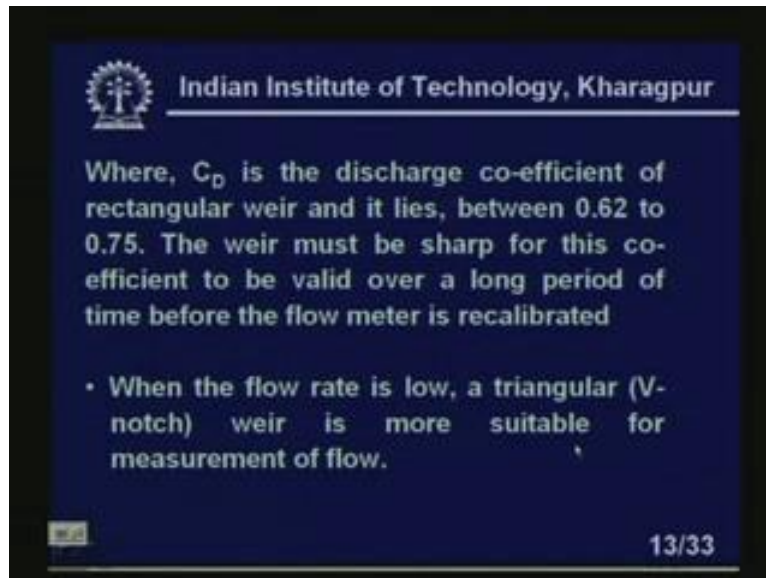 Indian Institute of Technology, Kharagpur
Where, C_D is the discharge co-efficient of
rectangular weir and it lies, between 0.62 to
0.75. The weir must be sharp for this co-
efficient to be valid over a long period of
time before the flow meter is recalibrated
• When the flow rate is low, a triangular (V-
notch) weir is more suitable for
measurement of flow.
13/33